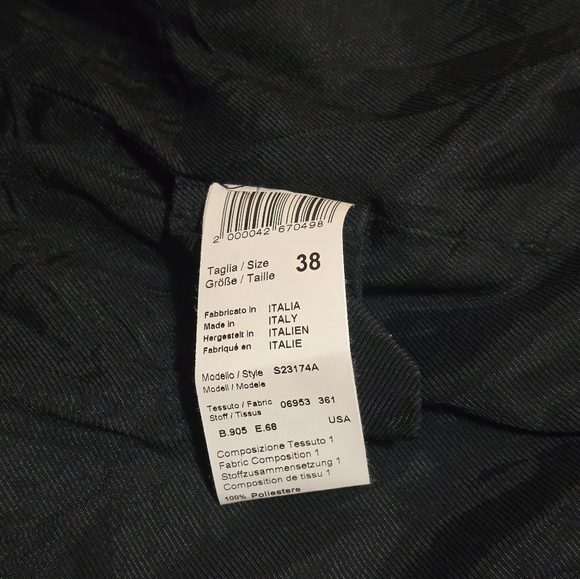 2 000042 670498
Taglia / Size 38
Größe / Taille
Fabbricato in ITALIA
Made in ITALY
Hergestelt in ITALIEN
Fabriqué en ITALIE
Modello / Style S23174A
Modell / Modele
Tessuto / Fabric 06953 361
Stoff / Tissus
B.905 E.68 USA
Composizione Tessuto 1
Fabric Composition 1
Stoffzusammensetzung 1
Composition de tissu 1
100% Poliestere